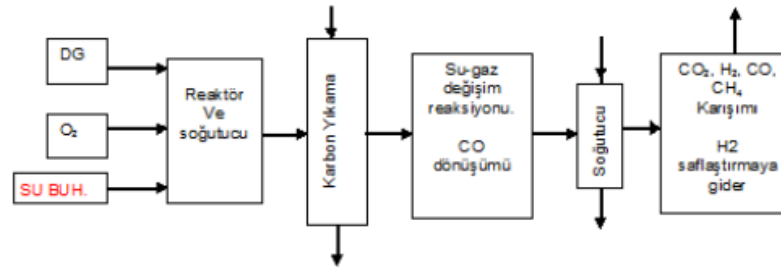 DG
O₂
SU BUH.
Reaktör
Ve
soğutucu
Karbon Yıkama
Su-gaz
değişim
reaksiyonu.
CO
dönüşümü
Soğutucu
CO₂, H₂, CO,
CH₄
Karışımı
H2
saflaştırmaya
gider